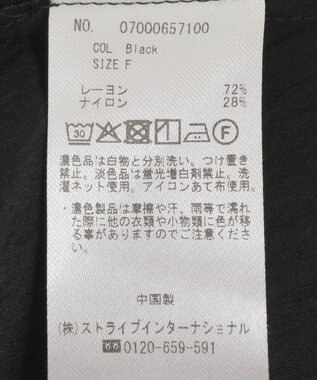 NO. 07000657100
COL Black
SIZE F
レーヨン 72%
ナイロン 28%
30 F
濃色品は白物と分別洗い。つけ置き
禁止。淡色品は蛍光増白剤禁止。洗
濯ネット使用。アイロンあて布使用。
・濃色製品は摩擦や汗、雨等で濡れ
た際に他の衣類や小物類に色が移
る事がありますのでご注意くださ
い。
中国製
(株)ストライプインターナショナル
0120-659-591